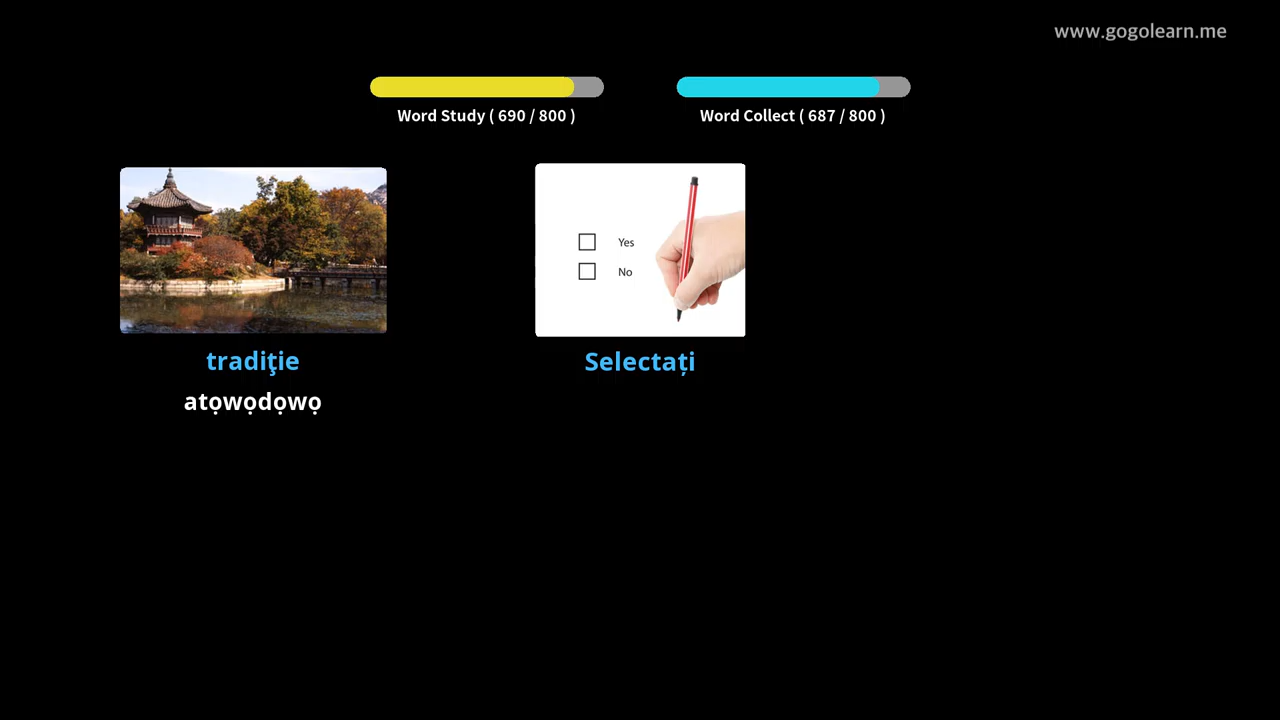 www.gogolearn.me
Word Study ( 690 / 800 )
Word Collect ( 687 / 800 )
Yes
No
tradiţie
Selectați
atọwọdọwọ